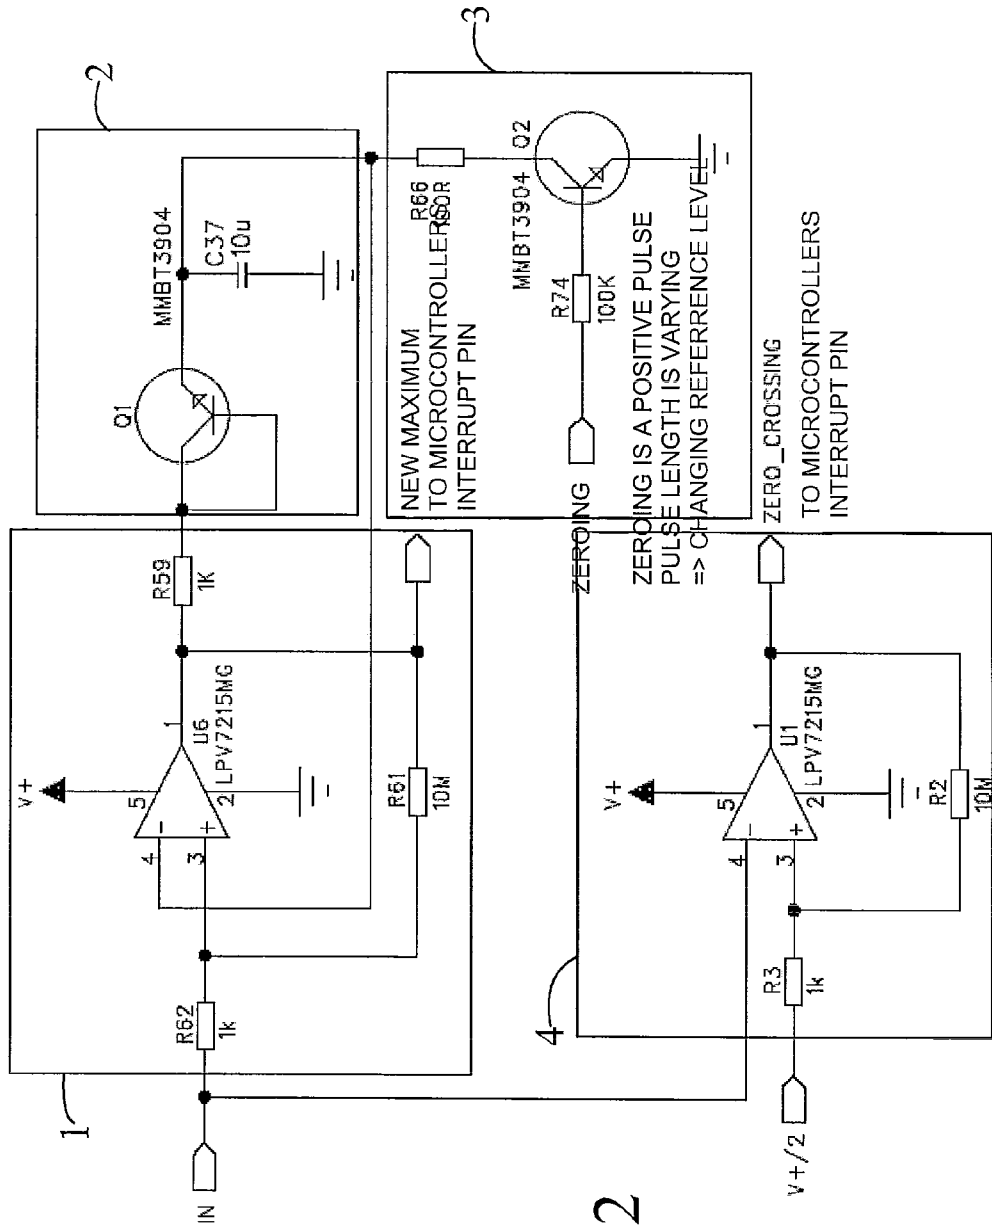 1
2
3
4
IN
R62
1k
4
3
5
2
1
V+
U6
LPV7215MG
R61
10M
R59
1K
Q1
MMBT3904
C37
10u
NEW MAXIMUM
TO MICROCONTROLLERS
INTERRUPT PIN
R66
Q2
MMBT3904
R74
100K
ZEROING
ZEROING IS A POSITIVE PULSE
PULSE LENGTH IS VARYING
=> CHANGING REFERRENCE LEVEL
V+/2
R3
1k
4
3
5
2
1
V+
U1
LPV7215MG
R2
10M
ZERO_CROSSING
TO MICROCONTROLLERS
INTERRUPT PIN
2